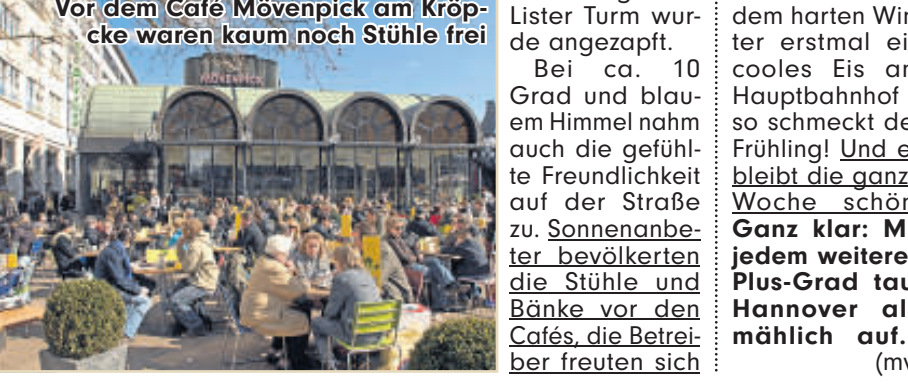 Vor dem Café Mövenpick am Kröp-
cke waren kaum noch Stühle frei
MÖVENPICK
Lister Turm wur-
de angezapft.
Bei ca. 10
Grad und blau-
em Himmel nahm
auch die gefühl-
te Freundlichkeit
auf der Straße
zu. Sonnenanbe-
ter bevölkerten
die Stühle und
Bänke vor den
Cafés, die Betrei-
ber freuten sich
dem harten
ter erstmal ei
cooles Eis
Hauptbahnhof
so schmeckt de
Frühling! Und e
bleibt die ganz
Woche schö
Ganz klar: M
jedem weitere
Plus-Grad tau
Hannover al
mählich auf.
(mv